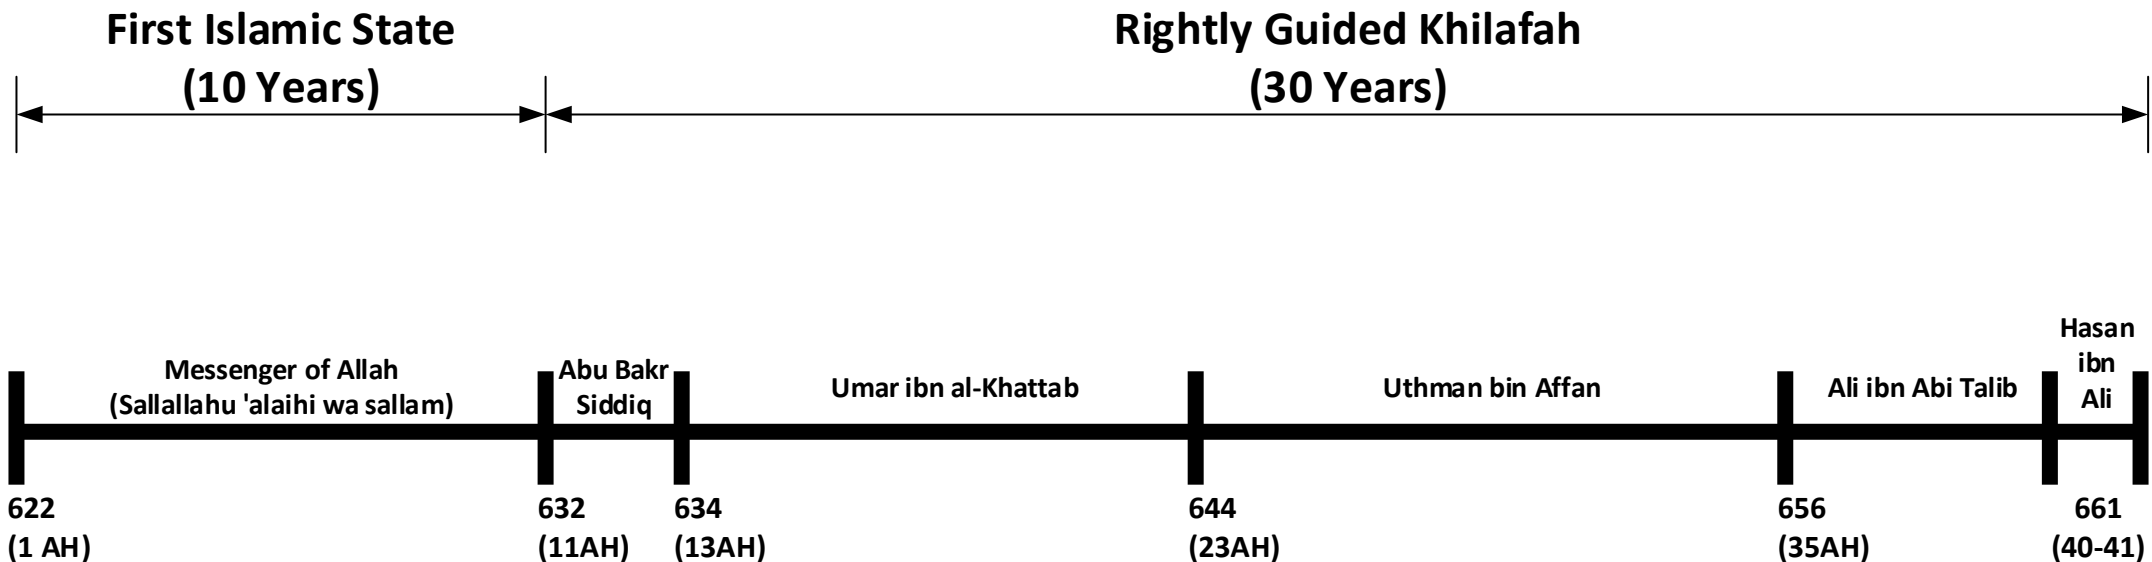 First Islamic State
(10 Years)
Rightly Guided Khilafah
(30 Years)
Messenger of Allah
(Sallallahu 'alaihi wa sallam)
Abu Bakr
Siddiq
Umar ibn al-Khattab
Uthman bin Affan
Ali ibn Abi Talib
Hasan
ibn
Ali
622
(1 AH)
632
(11AH)
634
(13AH)
644
(23AH)
656
(35AH)
661
(40-41)